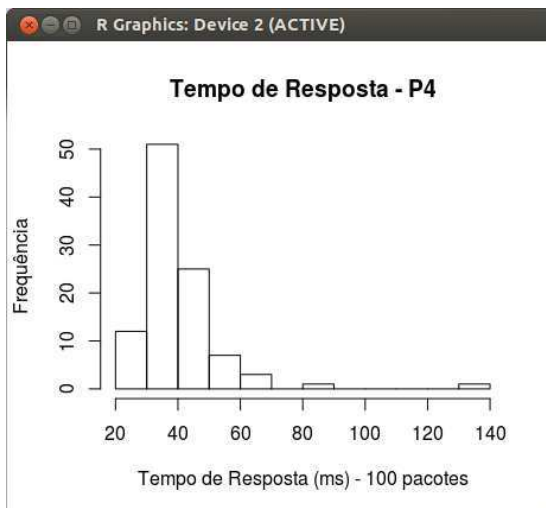 R Graphics: Device 2 (ACTIVE)
Tempo de Resposta - P4
Frequência
50
40
30
20
10
0
20 40 60 80 100 120 140
Tempo de Resposta (ms) - 100 pacotes